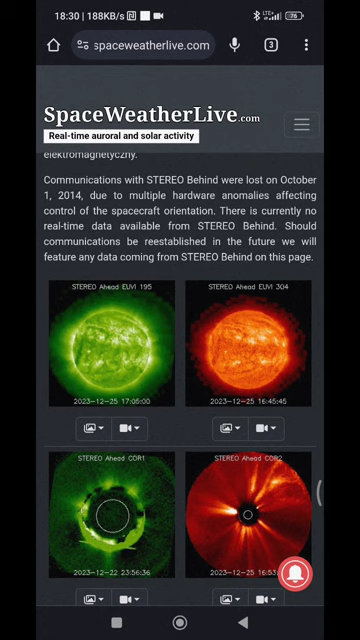 18:30 | 188KB/s
LTE+
76
spaceweatherlive.com
3
SpaceWeatherLive.com
Real-time auroral and solar activity
elektromagnetyczny.
Communications with STEREO Behind were lost on October
1, 2014, due to multiple hardware anomalies affecting
control of the spacecraft orientation. There is currently no
real-time data available from STEREO Behind. Should
communications be reestablished in the future we will
feature any data coming from STEREO Behind on this page.
STEREO Ahead EUVI 195
STEREO Ahead EUVI 304
2023-12-25 17:05:00
2023-12-25 16:45:45
STEREO Ahead COR1
STEREO Ahead COR2
2023-12-22 23:56:36
2023-12-25 16:53: